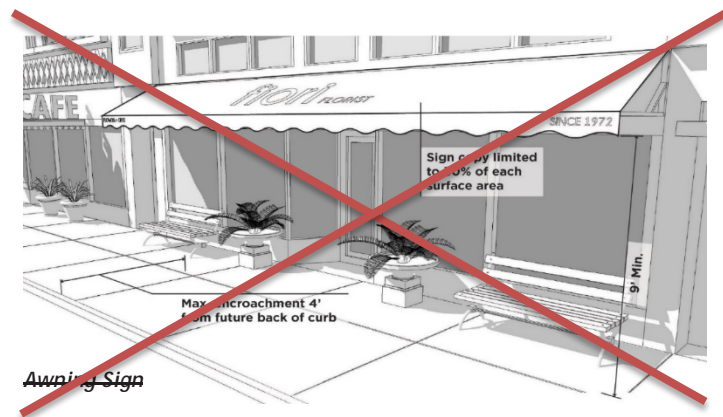 CAFE
fiori FLORIST
SINCE 1972
Sign copy limited
of each
surface area
9' Min.
Max encroachment 4'
from future back of curb
Awning Sign